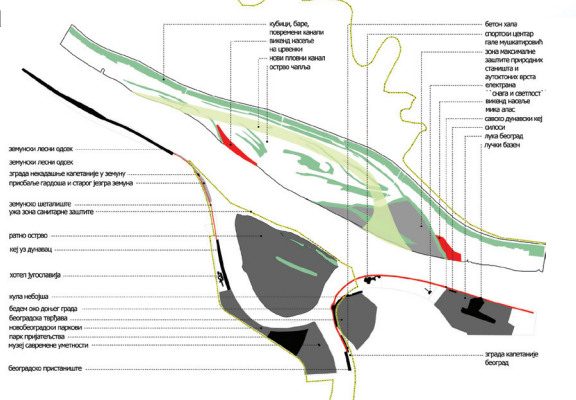 кубици, баре,
повремени канали
викенд насеље
на црвенки
нови пловни канал
острво чапља
бетон хала
спортски центар
гале мушкатировић
зона максималне
заштите природних
станишта и
аутохтоних врста
електрана
``снага и светлост``
викенд насеље
мика алас
савско дунавски кеј
силоси
лука београд
лучки базен
земунски лесни одсек
земунски лесни одсек
зграда некадашње капетаније у земуну
приобаље гардоша и старог језгра земуна
земунско шеталиште
ужа зона санитарне заштите
ратно острво
кеј уз дунавац
хотел југославија
кула небојша
бедем око доњег града
београдска тврђава
новобеоградски паркови
парк пријатељства
музеј савремене уметности
београдско пристаниште
зграда капетаније
београд